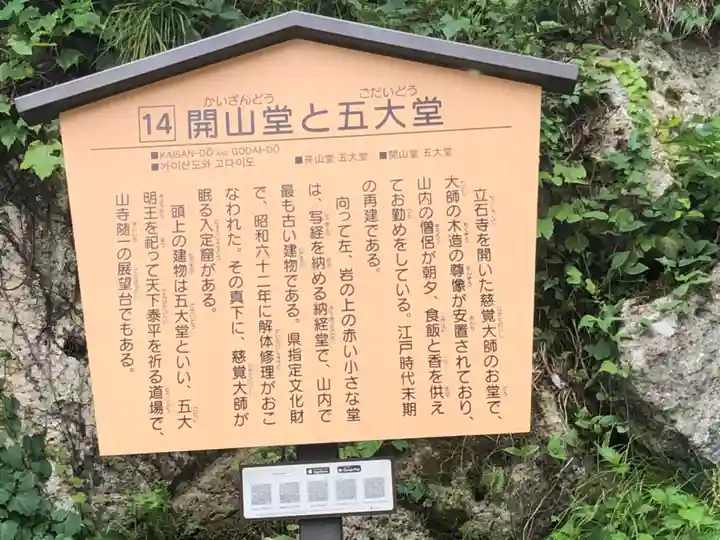 14 開山堂と五大堂
かいざんどう ごだいどう
■KAISAN-DŌ AND GODAI-DŌ ■开山堂 五大堂 ■開山堂 五大堂
■카이산도와 고다이도
立石寺を開いた慈覚大師のお堂で、
大師の木造の尊像が安置されており、
山内の僧侶が朝夕、食飯と香を供え
てお勤めをしている。江戸時代末期
の再建である。
向って左、岩の上の赤い小さな堂
は、写経を納める納経堂で、山内で
最も古い建物である。県指定文化財
で、昭和六十二年に解体修理がおこ
なわれた。その真下に、慈覚大師が
眠る入定窟がある。
頭上の建物は五大堂といい、五大
明王を祀って天下泰平を祈る道場で、
山寺随一の展望台でもある。